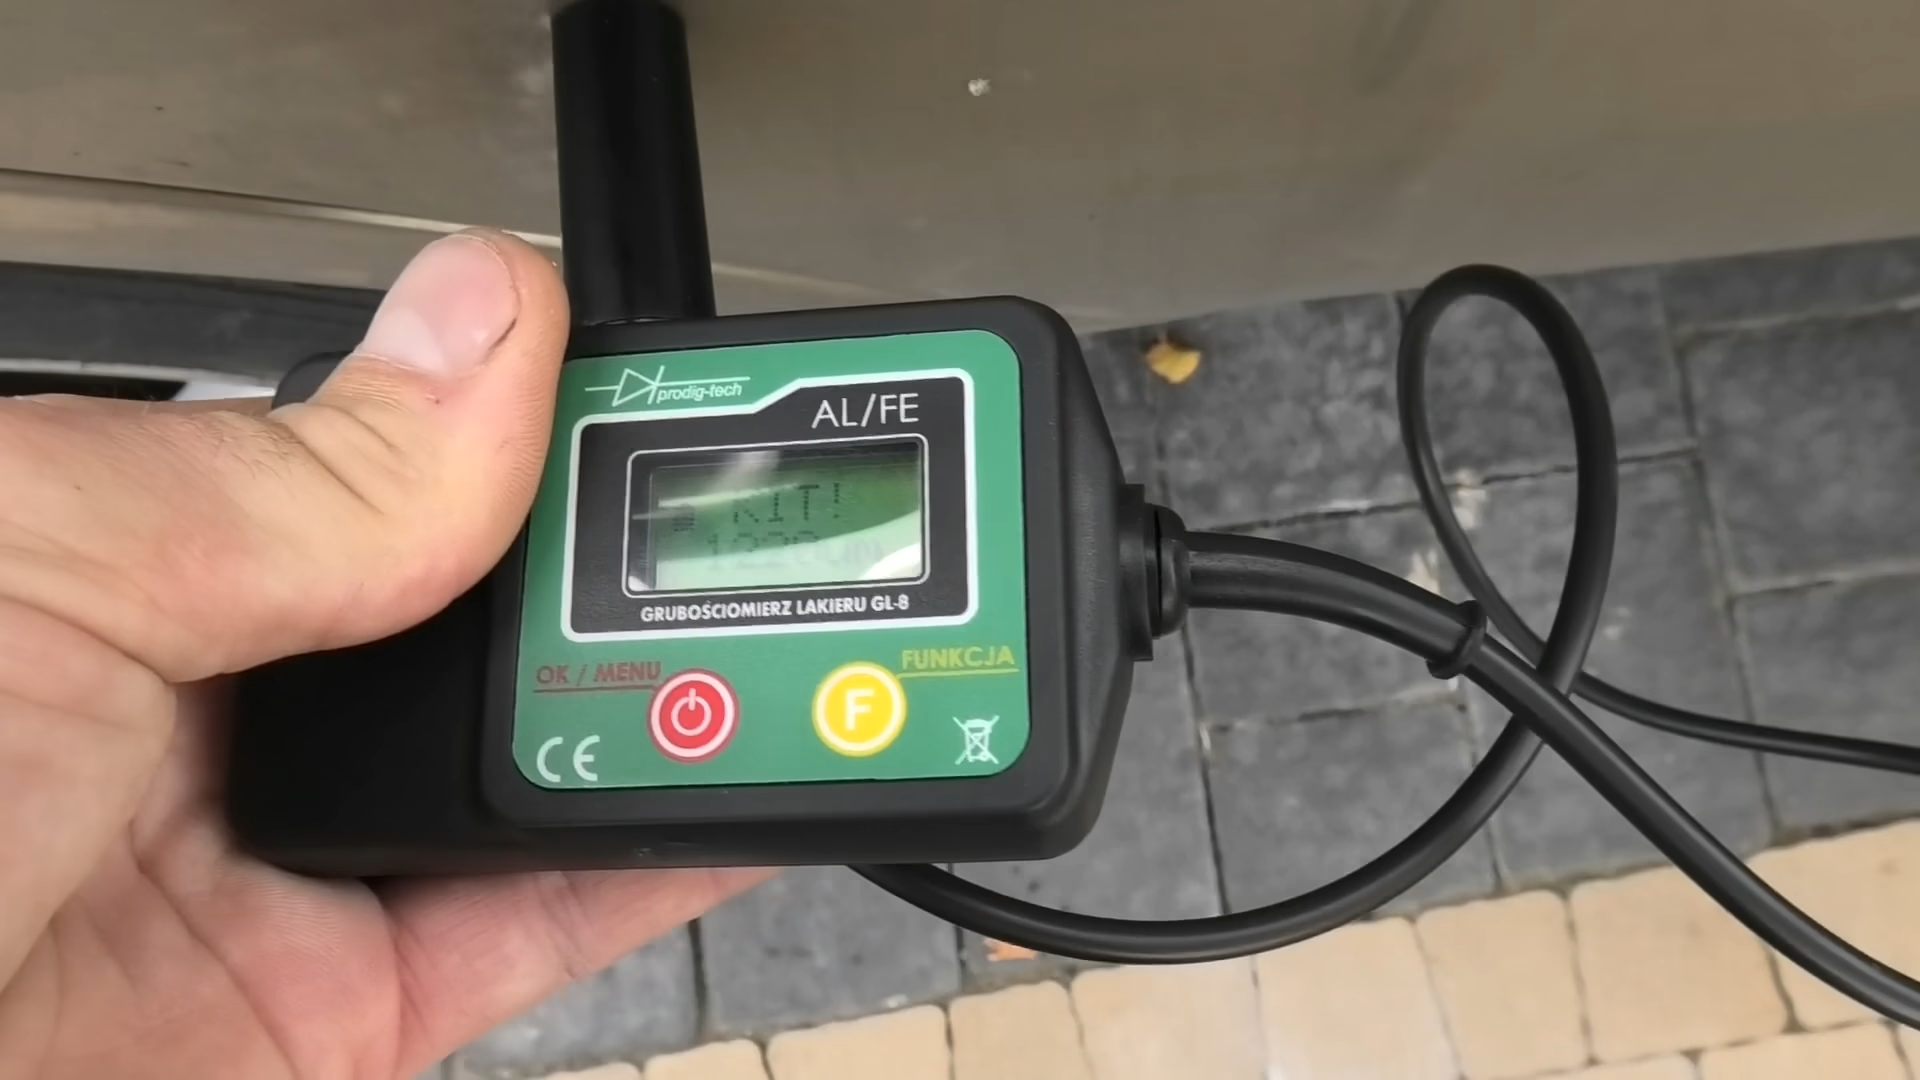 prodig-tech
AL/FE
KIT!
GRUBOŚCIOMIERZ LAKIERU GL-8
OK / MENU
FUNKCJA
F
CE